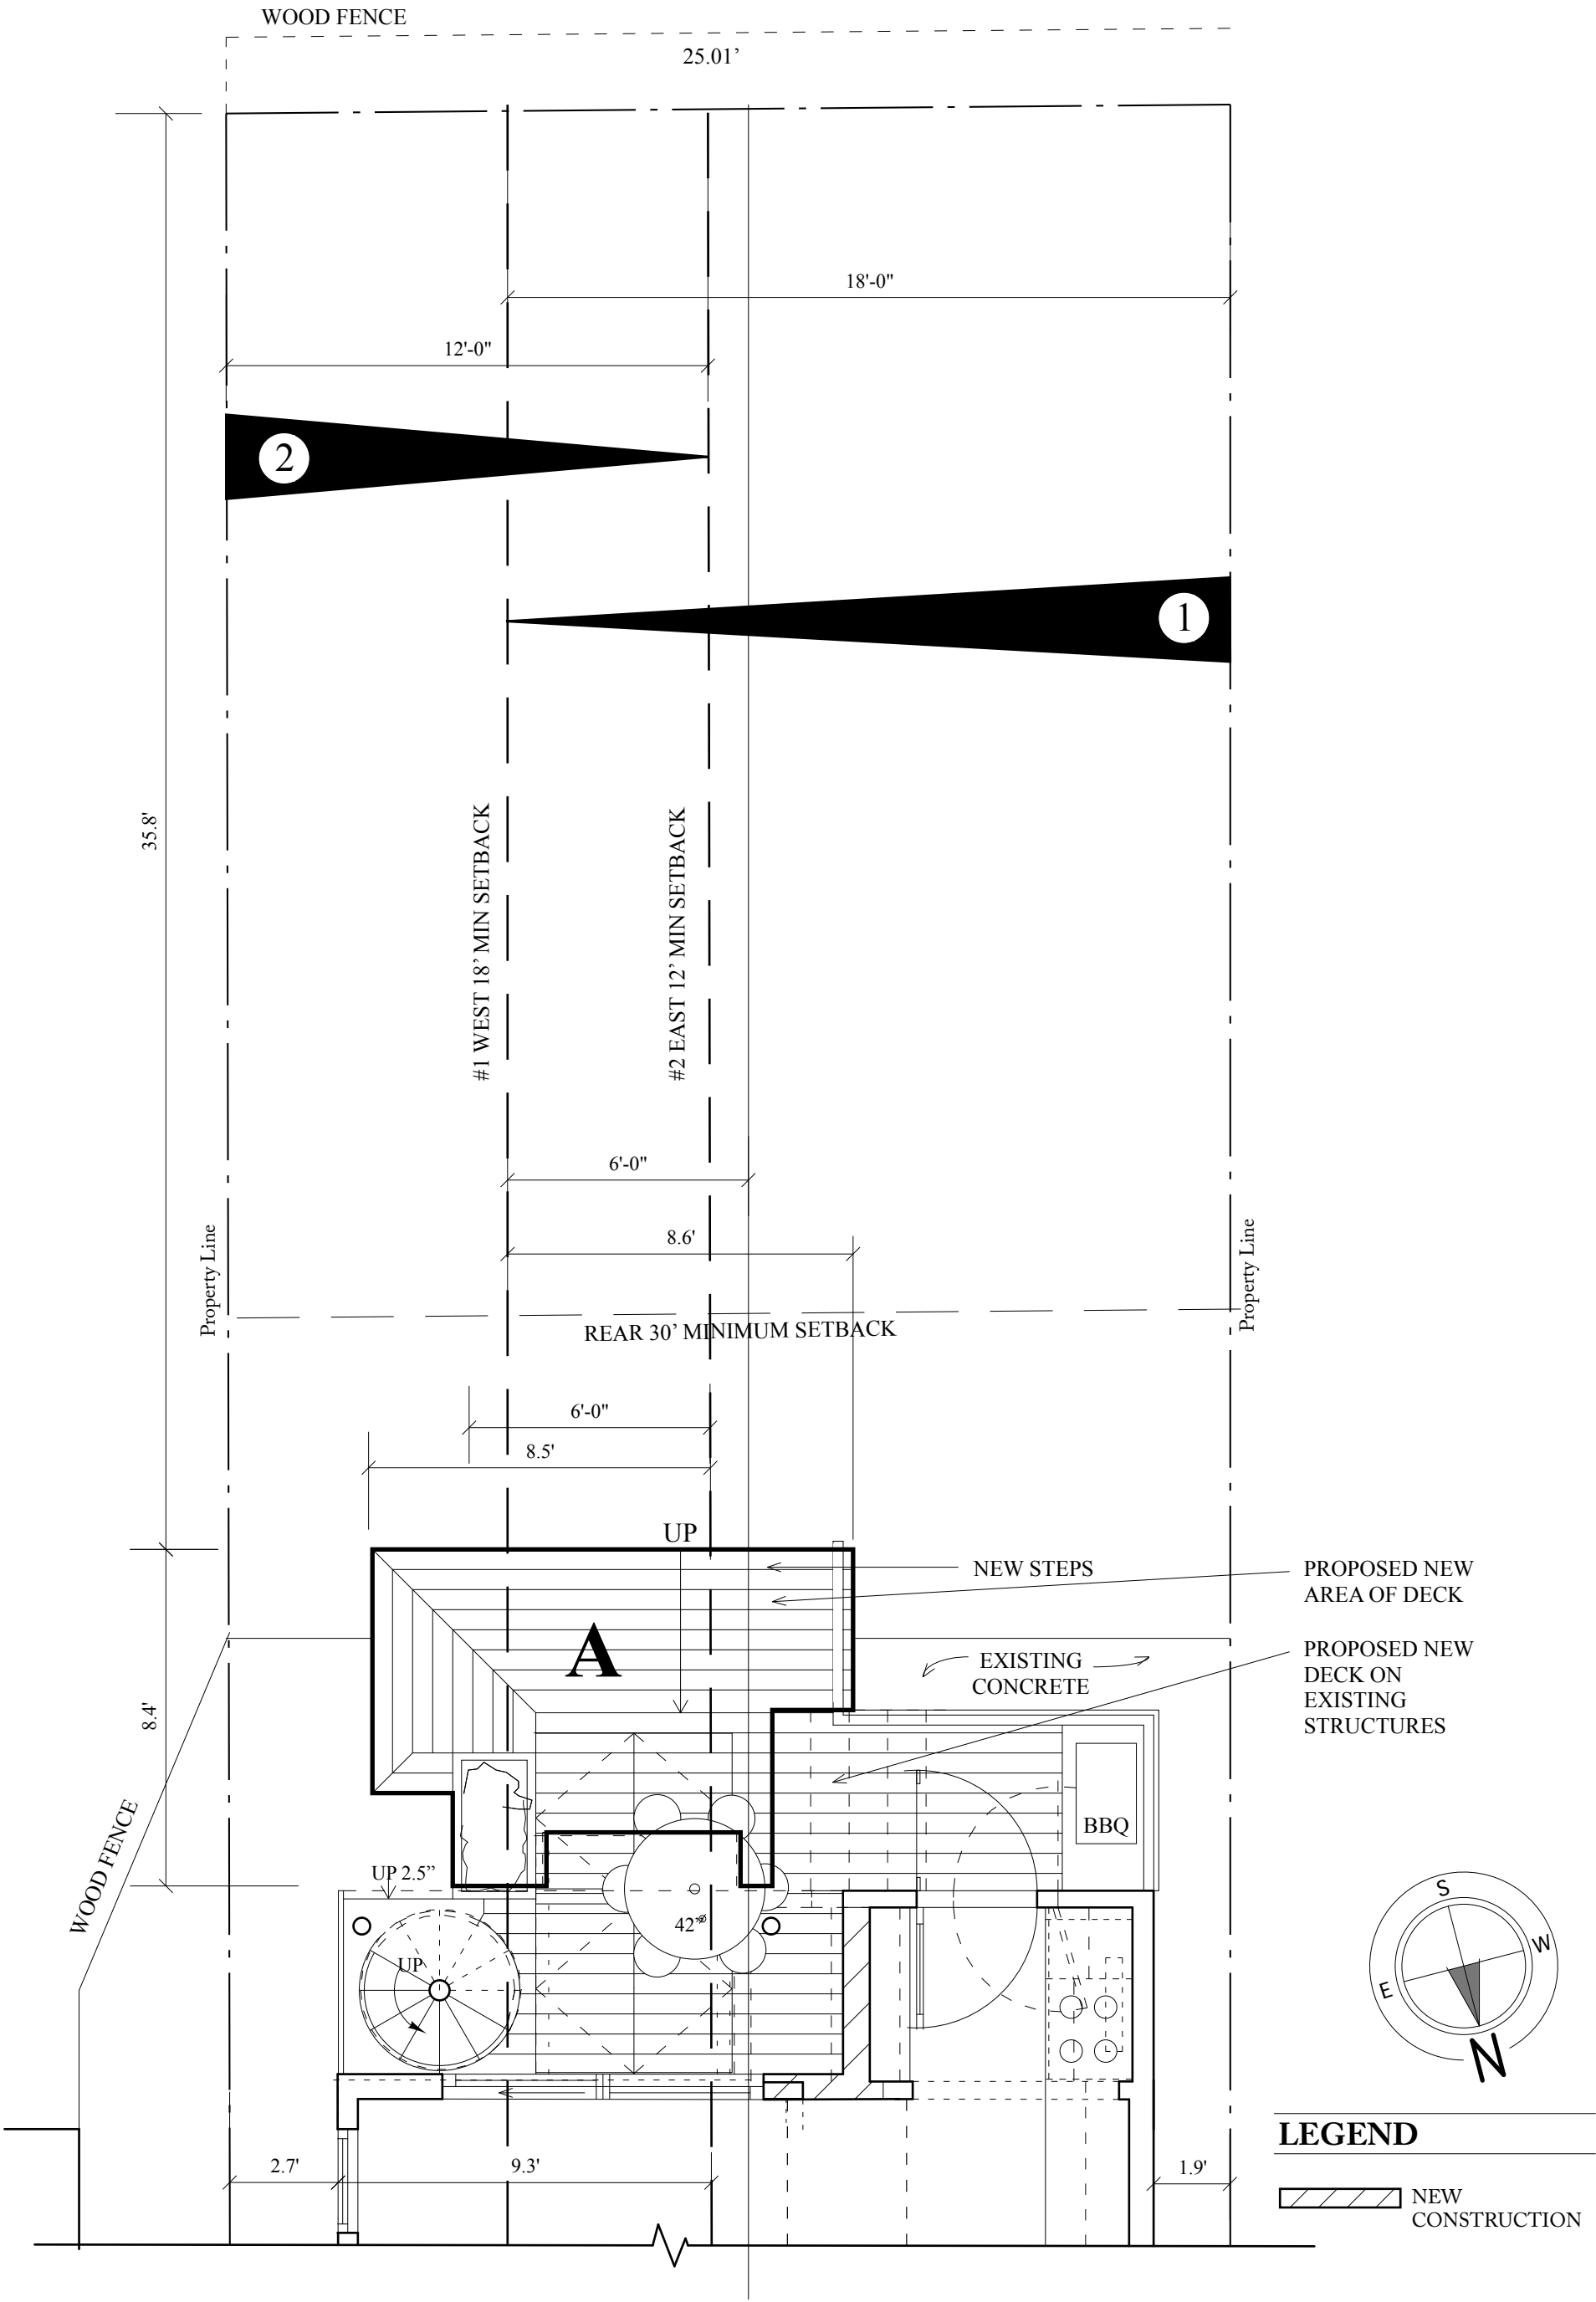 WOOD FENCE
25.01’
18'-0"
12'-0"
2
1
35.8'
#1 WEST 18’ MIN SETBACK
#2 EAST 12’ MIN SETBACK
6'-0"
8.6'
Property Line
Property Line
REAR 30’ MINIMUM SETBACK
6'-0"
8.5'
UP
NEW STEPS
PROPOSED NEW
AREA OF DECK
A
EXISTING
CONCRETE
PROPOSED NEW
DECK ON
EXISTING
STRUCTURES
8.4'
WOOD FENCE
BBQ
UP 2.5”
42”ø
UP
S
W
E
N
LEGEND
2.7'
9.3'
1.9'
NEW
CONSTRUCTION